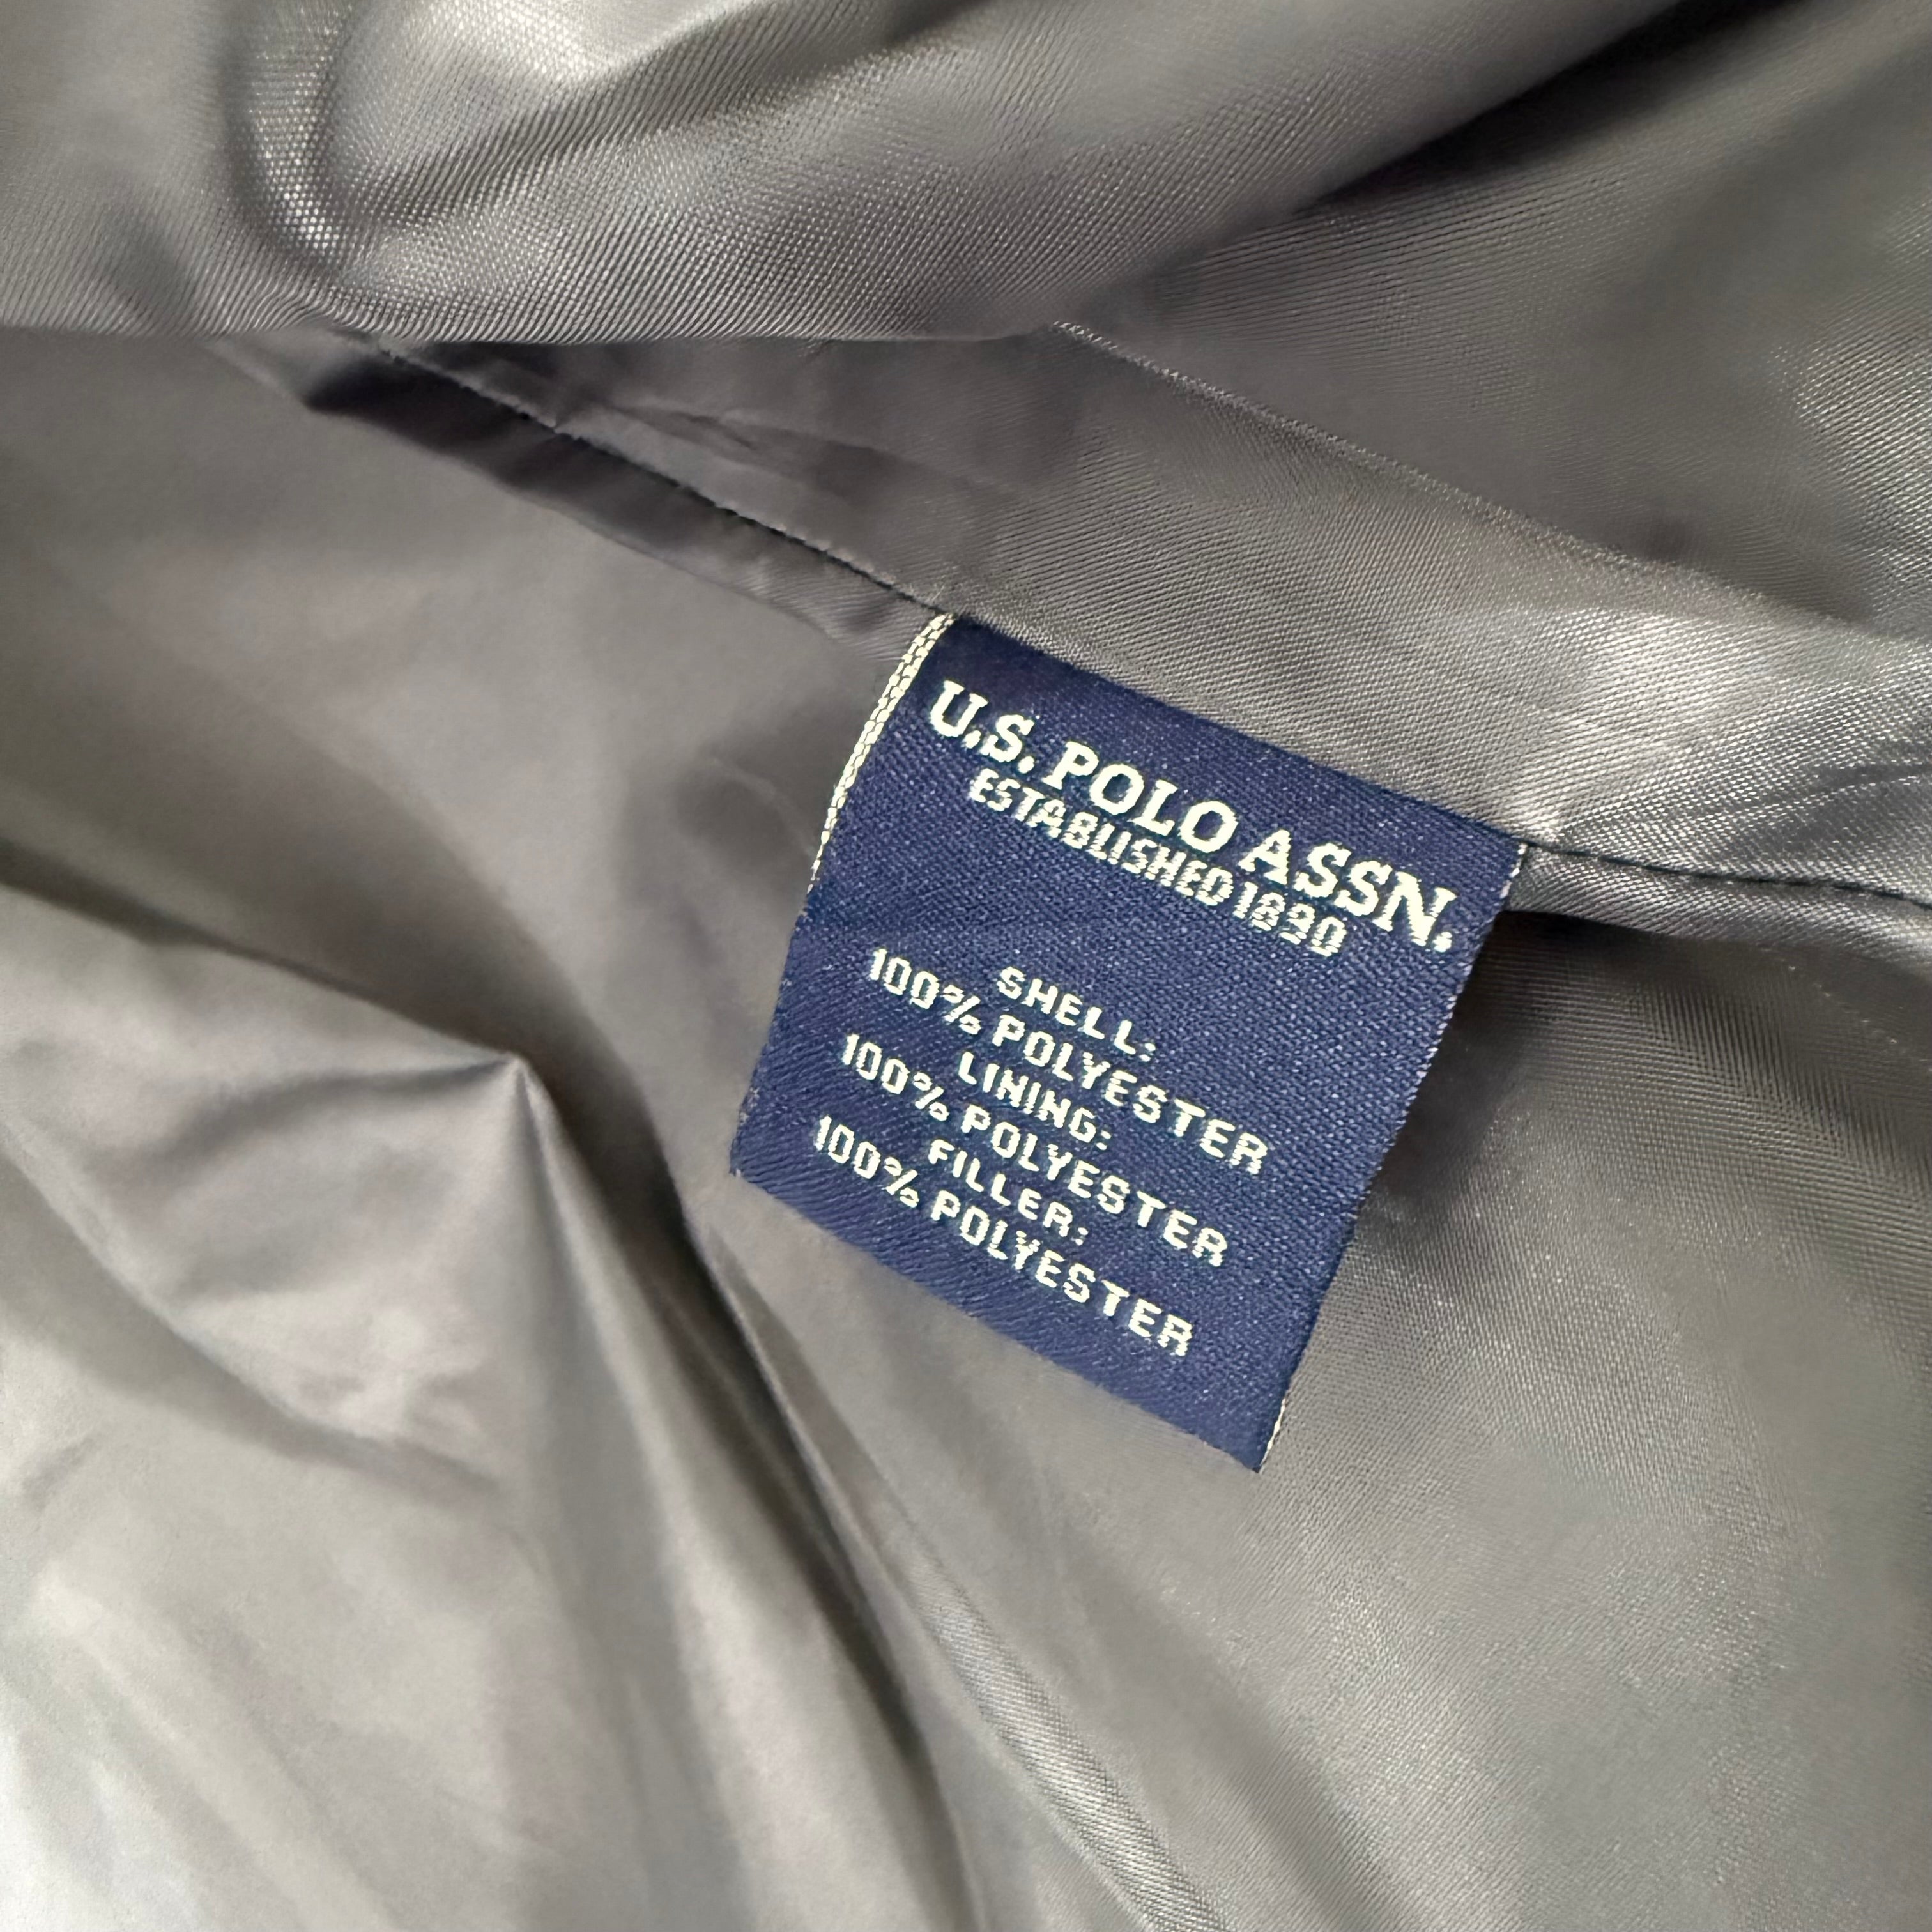 U.S. POLO ASSN.
ESTABLISHED 1890
SHELL:
100% POLYESTER
LINING:
100% POLYESTER
FILLER:
100% POLYESTER